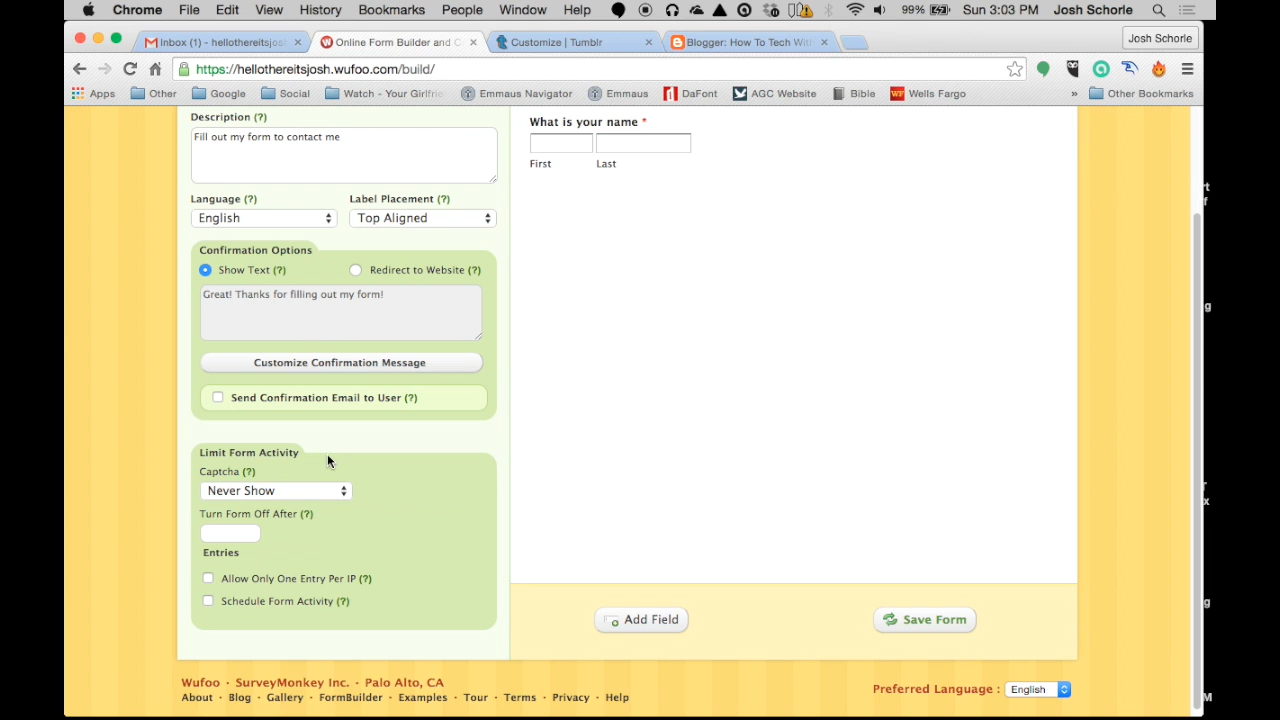 Chrome File Edit View History Bookmarks People Window Help 99% Sun 3:03 PM Josh Schorle
Inbox (1) - hellothereitsjosh
Online Form Builder and C
Customize | Tumblr
Blogger: How To Tech With
Josh Schorle
https://hellothereitsjosh.wufoo.com/build/
Apps Other Google Social Watch - Your Girlfrie Emmaus Navigator Emmaus DaFont AGC Website Bible Wells Fargo » Other Bookmarks
Description (?)
Fill out my form to contact me
Language (?) Label Placement (?)
English Top Aligned
Confirmation Options
Show Text (?) Redirect to Website (?)
Great! Thanks for filling out my form!
Customize Confirmation Message
Send Confirmation Email to User (?)
Limit Form Activity
Captcha (?)
Never Show
Turn Form Off After (?)
Entries
Allow Only One Entry Per IP (?)
Schedule Form Activity (?)
What is your name *
First Last
Add Field Save Form
Wufoo · SurveyMonkey Inc. · Palo Alto, CA
About · Blog · Gallery · FormBuilder · Examples · Tour · Terms · Privacy · Help
Preferred Language : English